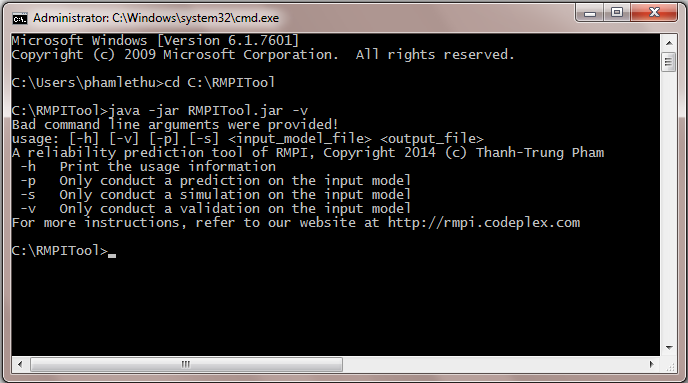 Administrator: C:\Windows\system32\cmd.exe
Microsoft Windows [Version 6.1.7601]
Copyright (c) 2009 Microsoft Corporation.  All rights reserved.
C:\Users\phamlethu>cd C:\RMPITool
C:\RMPITool>java -jar RMPITool.jar -v
Bad command line arguments were provided!
usage: [-h] [-v] [-p] [-s] <input_model_file> <output_file>
A reliability prediction tool of RMPI, Copyright 2014 (c) Thanh-Trung Pham
 -h   Print the usage information
 -p   Only conduct a prediction on the input model
 -s   Only conduct a simulation on the input model
 -v   Only conduct a validation on the input model
For more instructions, refer to our website at http://rmpi.codeplex.com
C:\RMPITool>_